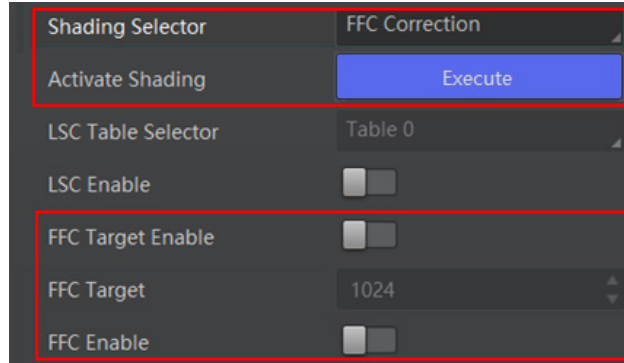 Shading Selector FFC Correction
Activate Shading Execute
LSC Table Selector Table 0
LSC Enable
FFC Target Enable
FFC Target 1024
FFC Enable